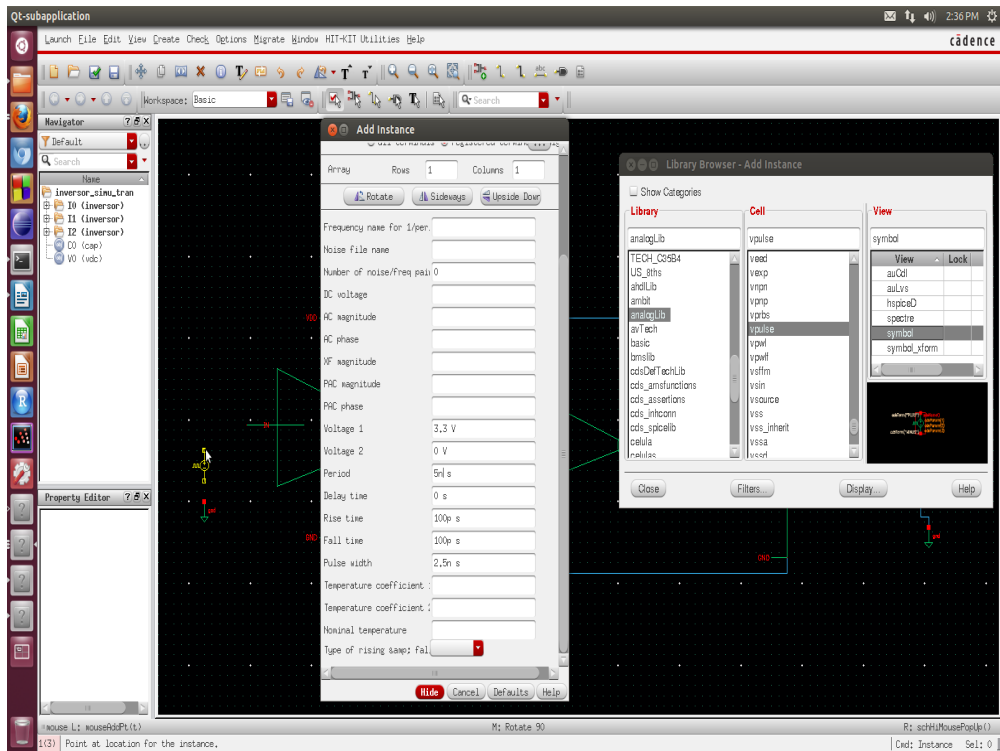 Qt-subapplication
2:36 PM
Launch File Edit View Create Check Options Migrate Window HIT-KIT Utilities Help
cādence
Workspace: Basic
Search
Navigator
Default
Search
Name
inversor_simu_tran
I0 (inversor)
I1 (inversor)
I2 (inversor)
C0 (cap)
V0 (vdc)
Property Editor
Add Instance
Array Rows 1 Columns 1
Rotate Sideways Upside Down
Frequency name for 1/per.
Noise file name
Number of noise/freq pair 0
DC voltage
AC magnitude
AC phase
XF magnitude
PAC magnitude
PAC phase
Voltage 1 3.3 V
Voltage 2 0 V
Period 5n s
Delay time 0 s
Rise time 100p s
Fall time 100p s
Pulse width 2.5n s
Temperature coefficient
Temperature coefficient
Nominal temperature
Type of rising &amp; fal
Hide Cancel Defaults Help
VDD
IN
GND
gnd
GND
gnd
Library Browser - Add Instance
Show Categories
Library
analogLib
TECH_C35B4
US_8ths
ahdlLib
ambit
analogLib
avTech
basic
bmslib
cdsDefTechLib
cds_amsfunctions
cds_assertions
cds_inhconn
cds_spicelib
celula
celulas
Cell
vpulse
veed
vexp
vnpn
vpnp
vprbs
vpulse
vpwl
vpwlf
vsffm
vsin
vsource
vss
vss_inherit
vssa
vssd
View
symbol
View Lock
auCdl
auLvs
hspiceD
spectre
symbol
symbol_xform
Close Filters... Display... Help
mouse L: mouseAddPt(t) M: Rotate 90 R: schHiMousePopUp()
1(3) Point at location for the instance. Cmd: Instance Sel: 0